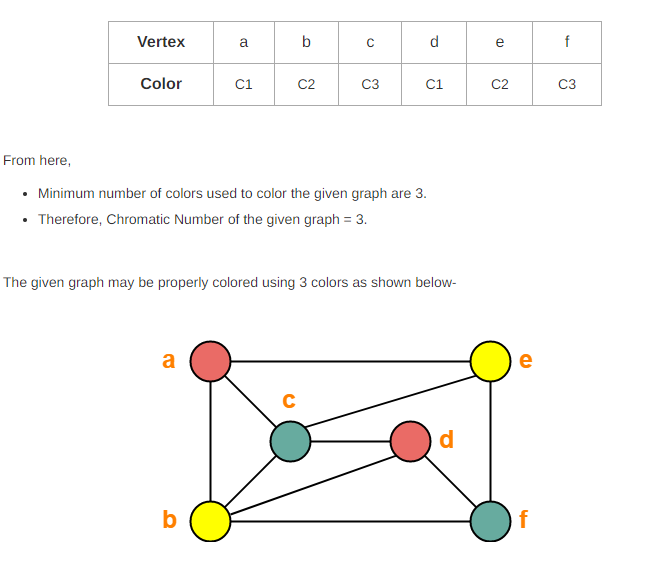 Vertex a b c d e f
Color C1 C2 C3 C1 C2 C3
From here,
• Minimum number of colors used to color the given graph are 3.
• Therefore, Chromatic Number of the given graph = 3.
The given graph may be properly colored using 3 colors as shown below-
a e
c
d
b f